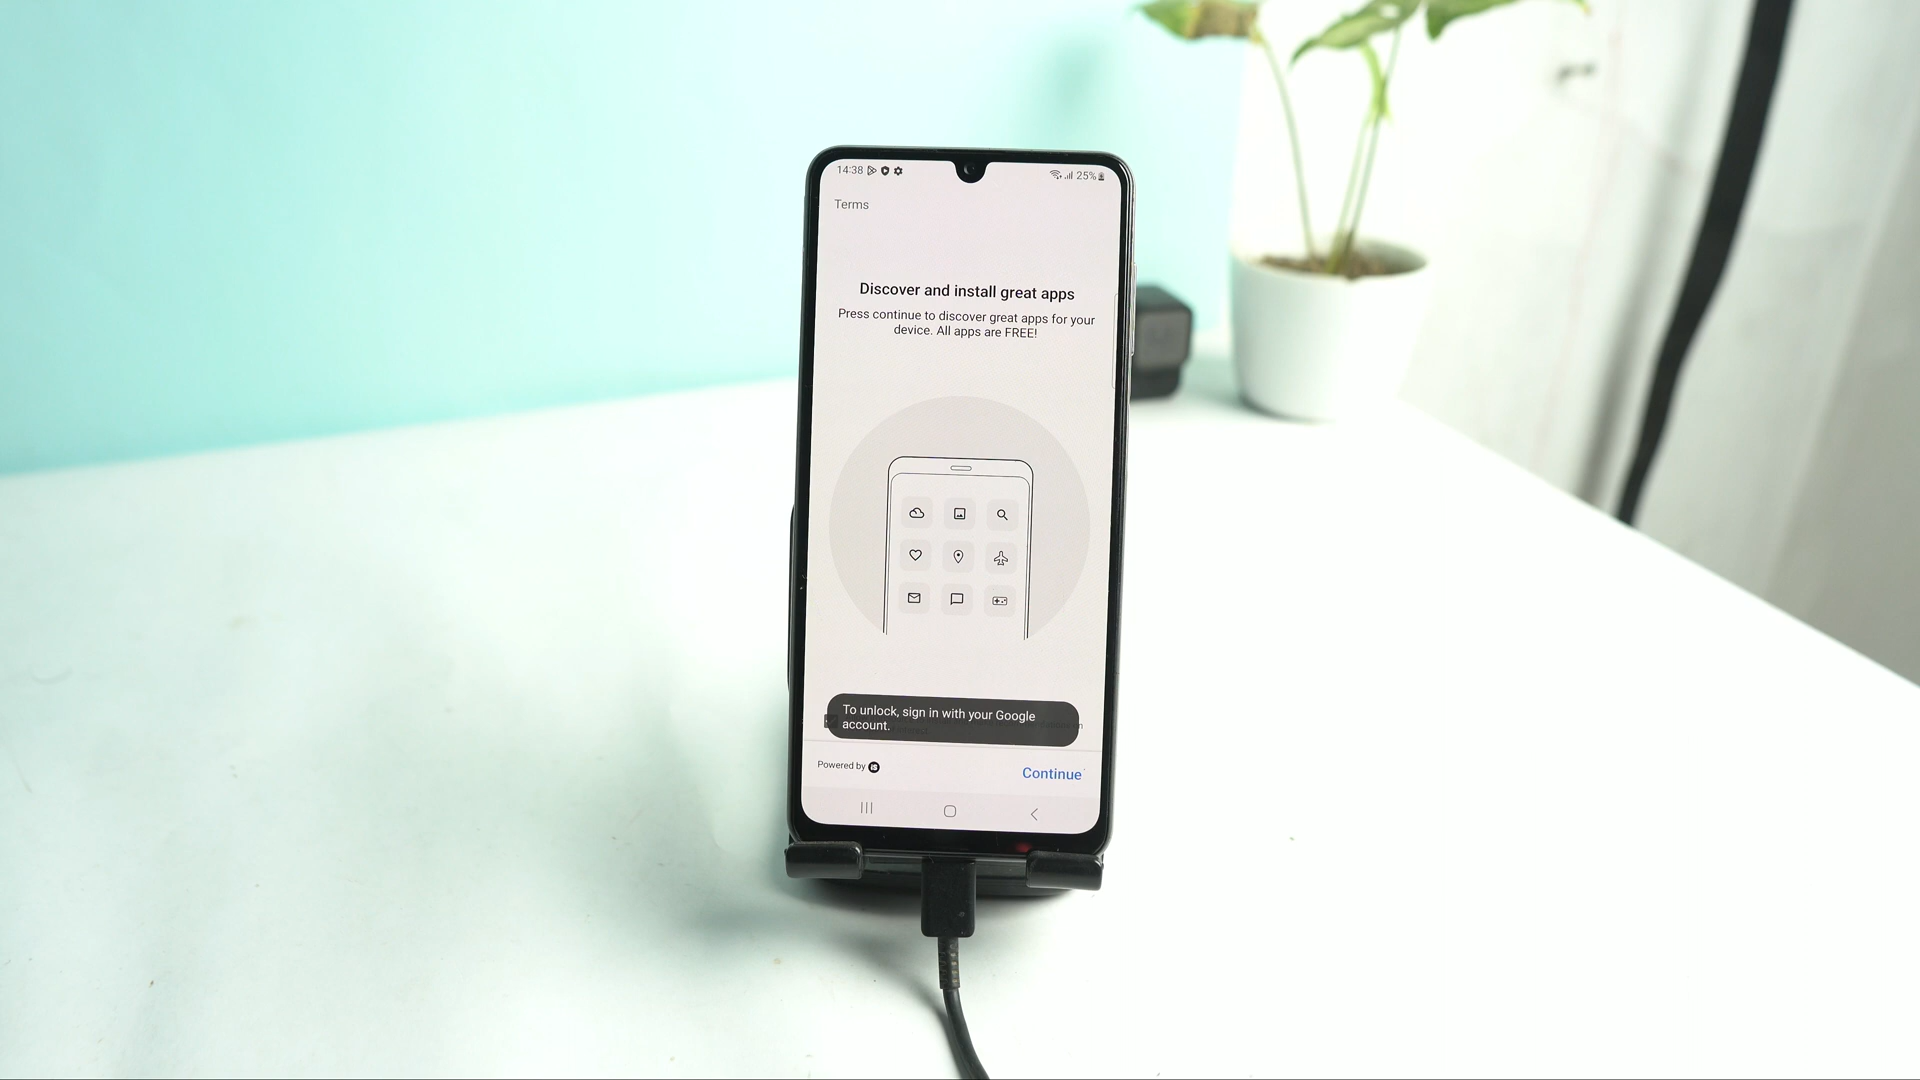 14:38
25%
Terms
Discover and install great apps
Press continue to discover great apps for your
device. All apps are FREE!
To unlock, sign in with your Google
account.
Powered by iS
Continue